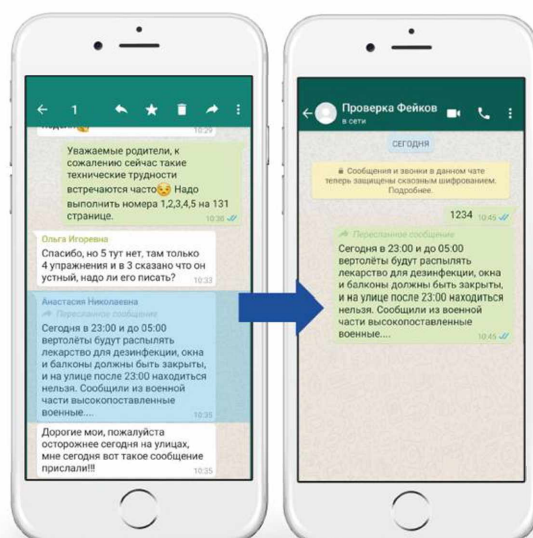 1
неделя
10:29
Уважаемые родители, к
сожалению сейчас такие
технические трудности
встречаются часто😔 Надо
выполнить номера 1,2,3,4,5 на 131
странице.
10:30
Ольга Игоревна
Спасибо, но 5 тут нет, там только
4 упражнения и в 3 сказано что он
устный, надо ли его писать?
10:33
Анастасия Николаевна
Пересланное сообщение
Сегодня в 23:00 и до 05:00
вертолёты будут распылять
лекарство для дезинфекции, окна
и балконы должны быть закрыты,
и на улице после 23:00 находиться
нельзя. Сообщили из военной
части высокопоставленные
военные....
10:35
Дорогие мои, пожалуйста
осторожнее сегодня на улицах,
мне сегодня вот такое сообщение
прислали!!!
10:35
Проверка Фейков
в сети
СЕГОДНЯ
Сообщения и звонки в данном чате
теперь защищены сквозным шифрованием.
Подробнее.
1234 10:45
Пересланное сообщение
Сегодня в 23:00 и до 05:00
вертолёты будут распылять
лекарство для дезинфекции, окна
и балконы должны быть закрыты,
и на улице после 23:00 находиться
нельзя. Сообщили из военной
части высокопоставленные
военные....
10:45